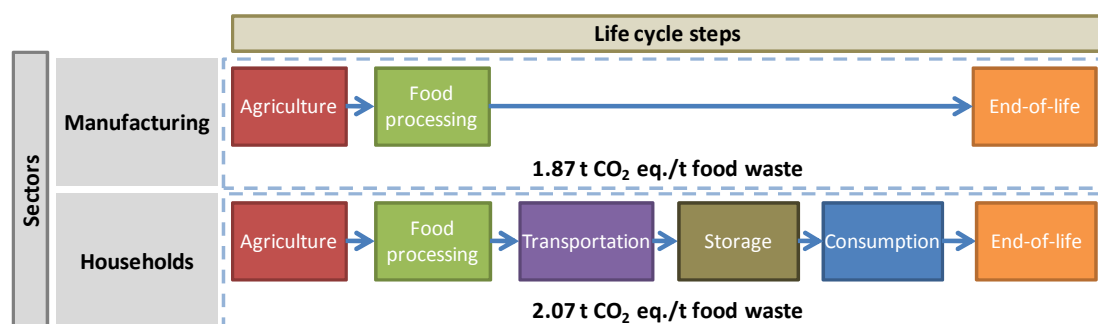 Life cycle steps
Sectors
Manufacturing
Agriculture
Food
processing
End-of-life
1.87 t CO₂ eq./t food waste
Households
Agriculture
Food
processing
Transportation
Storage
Consumption
End-of-life
2.07 t CO₂ eq./t food waste